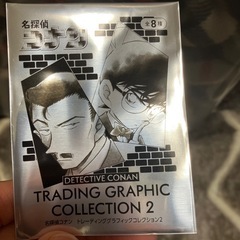 名探偵
コナン
全8種
DETECTIVE CONAN
TRADING GRAPHIC
COLLECTION 2
名探偵コナン トレーディンググラフィックコレクション2